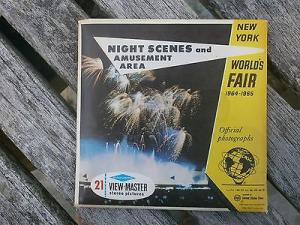 NEW
YORK
NIGHT SCENES and
AMUSEMENT
AREA
WORLD'S
FAIR
1964-1965
Official
photographs
21
VIEW-MASTER
stereo pictures